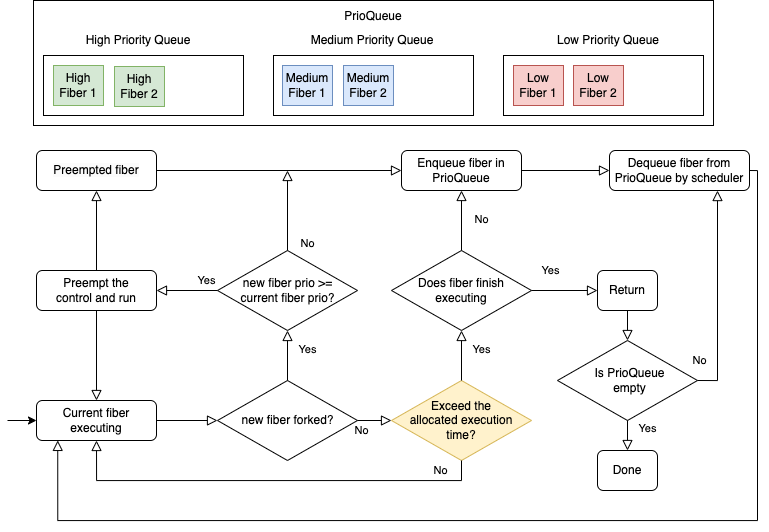 PrioQueue
High Priority Queue
Medium Priority Queue
Low Priority Queue
High
Fiber 1
High
Fiber 2
Medium
Fiber 1
Medium
Fiber 2
Low
Fiber 1
Low
Fiber 2
Preempted fiber
Enqueue fiber in
PrioQueue
Dequeue fiber from
PrioQueue by scheduler
No
No
Preempt the
control and run
Yes
new fiber prio >=
current fiber prio?
Does fiber finish
executing
Yes
Return
Yes
Yes
Is PrioQueue
empty
No
Current fiber
executing
new fiber forked?
No
Exceed the
allocated execution
time?
Yes
No
Done